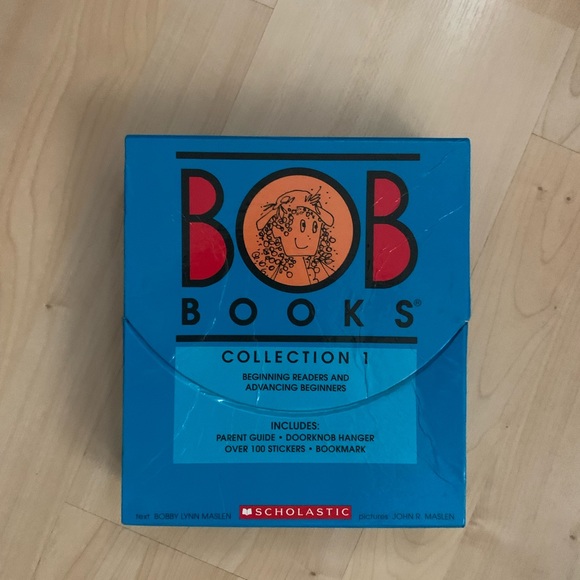 BOB
BOOKS®
COLLECTION 1
BEGINNING READERS AND
ADVANCING BEGINNERS
INCLUDES:
PARENT GUIDE • DOORKNOB HANGER
OVER 100 STICKERS • BOOKMARK
text: BOBBY LYNN MASLEN SCHOLASTIC pictures: JOHN R. MASLEN